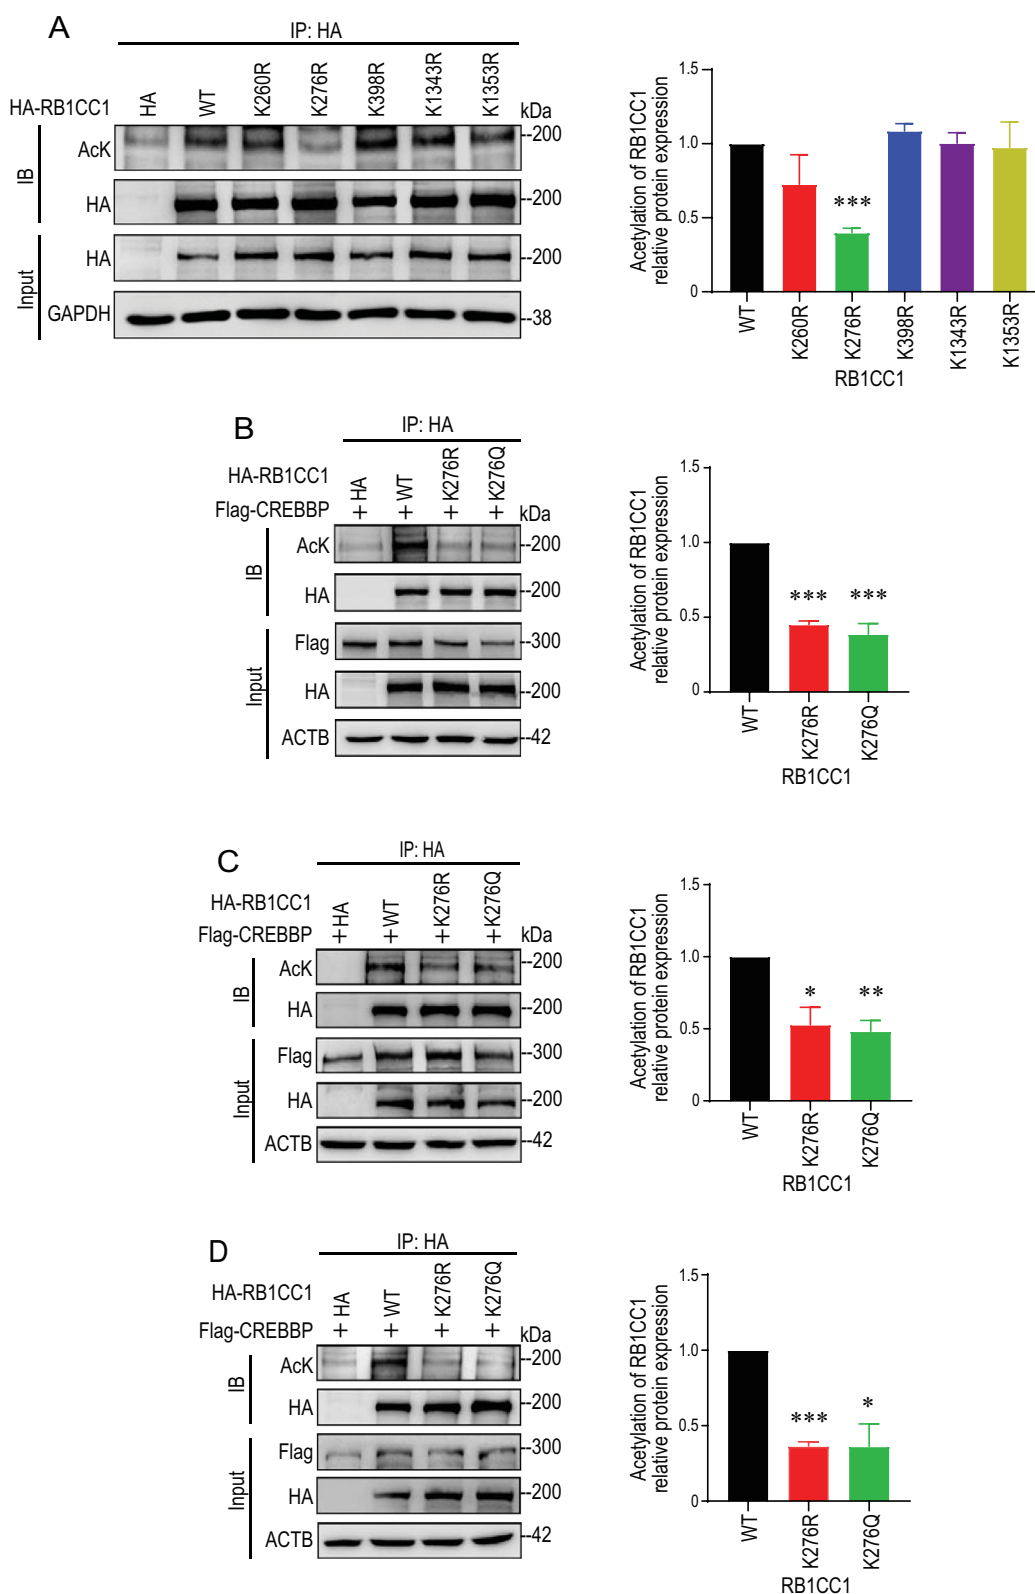 A
IP: HA
HA-RB1CC1 HA WT K260R K276R K398R K1343R K1353R kDa
IB AcK --200
HA --200
Input HA --200
GAPDH --38
Acetylation of RB1CC1
relative protein expression
1.5
1.0
0.5
0
***
WT K260R K276R K398R K1343R K1353R
RB1CC1
B
IP: HA
HA-RB1CC1 HA WT K276R K276Q
Flag-CREBBP + + + + kDa
IB AcK --200
HA --200
Input Flag --300
HA --200
ACTB --42
Acetylation of RB1CC1
relative protein expression
1.5
1.0
0.5
0
*** ***
WT K276R K276Q
RB1CC1
C
IP: HA
HA-RB1CC1 HA WT K276R K276Q
Flag-CREBBP + + + + kDa
IB AcK --200
HA --200
Input Flag --300
HA --200
ACTB --42
Acetylation of RB1CC1
relative protein expression
1.5
1.0
0.5
0
* **
WT K276R K276Q
RB1CC1
D
IP: HA
HA-RB1CC1 HA WT K276R K276Q
Flag-CREBBP + + + + kDa
IB AcK --200
HA --200
Input Flag --300
HA --200
ACTB --42
Acetylation of RB1CC1
relative protein expression
1.5
1.0
0.5
0
*** *
WT K276R K276Q
RB1CC1